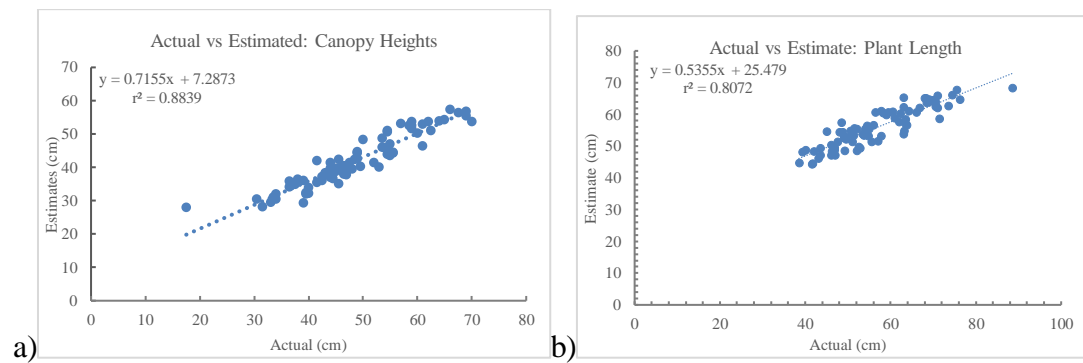 Actual vs Estimated: Canopy Heights
y = 0.7155x + 7.2873
r² = 0.8839
70
60
50
40
30
20
10
0
Estimates (cm)
0 10 20 30 40 50 60 70 80
Actual (cm)
a)
Actual vs Estimate: Plant Length
y = 0.5355x + 25.479
r² = 0.8072
80
70
60
50
40
30
20
10
0
Estimate (cm)
0 20 40 60 80 100
Actual (cm)
b)